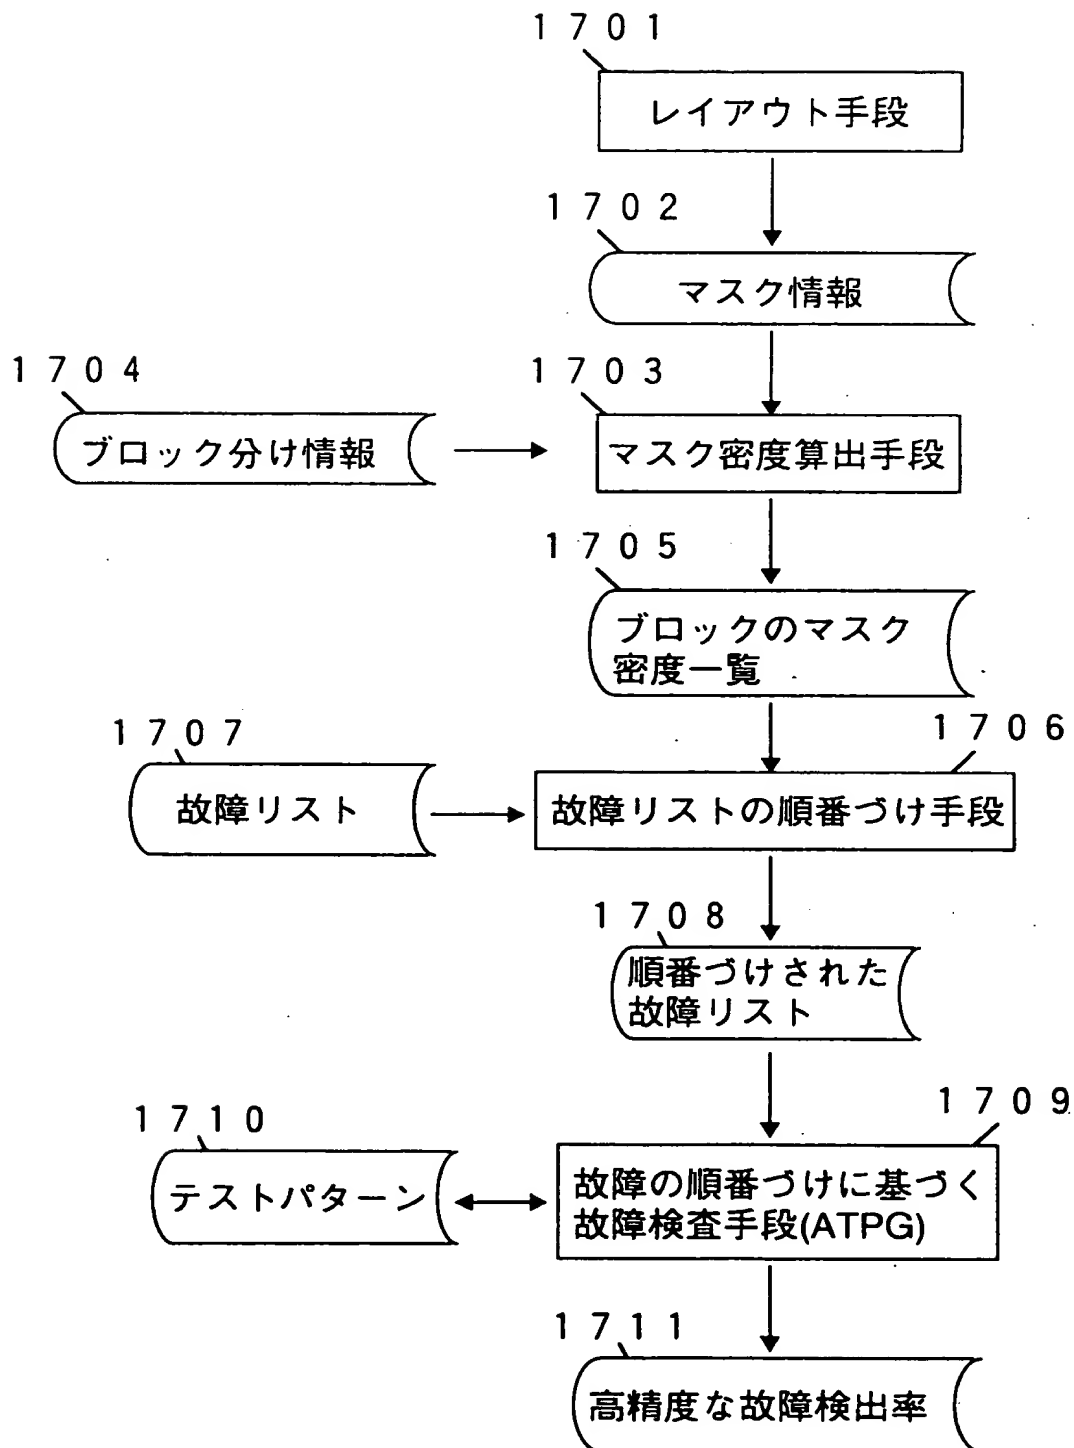 1701
レイアウト手段
1702
マスク情報
1704
ブロック分け情報
1703
マスク密度算出手段
1705
ブロックのマスク
密度一覧
1707
故障リスト
1706
故障リストの順番づけ手段
1708
順番づけされた
故障リスト
1710
テストパターン
1709
故障の順番づけに基づく
故障検査手段(ATPG)
1711
高精度な故障検出率